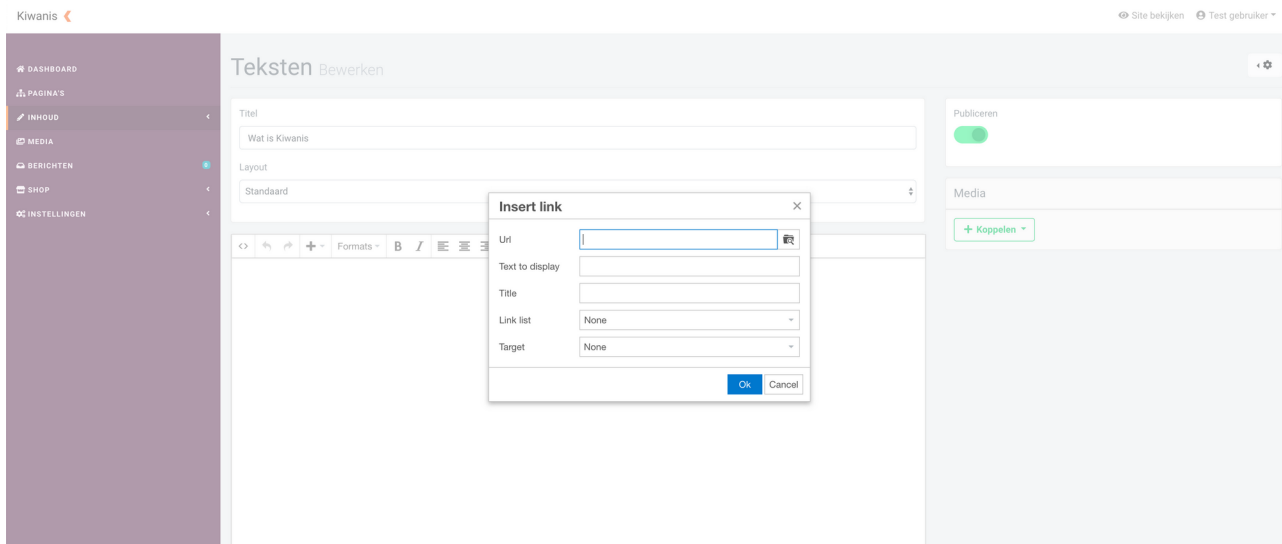 Kiwanis
Site bekijken
Test gebruiker
DASHBOARD
PAGINA'S
INHOUD
MEDIA
BERICHTEN 0
SHOP
INSTELLINGEN
Teksten Bewerken
Titel
Wat is Kiwanis
Layout
Standaard
Formats
B I
Publiceren
Media
+ Koppelen
Insert link
Url
Text to display
Title
Link list None
Target None
Ok Cancel